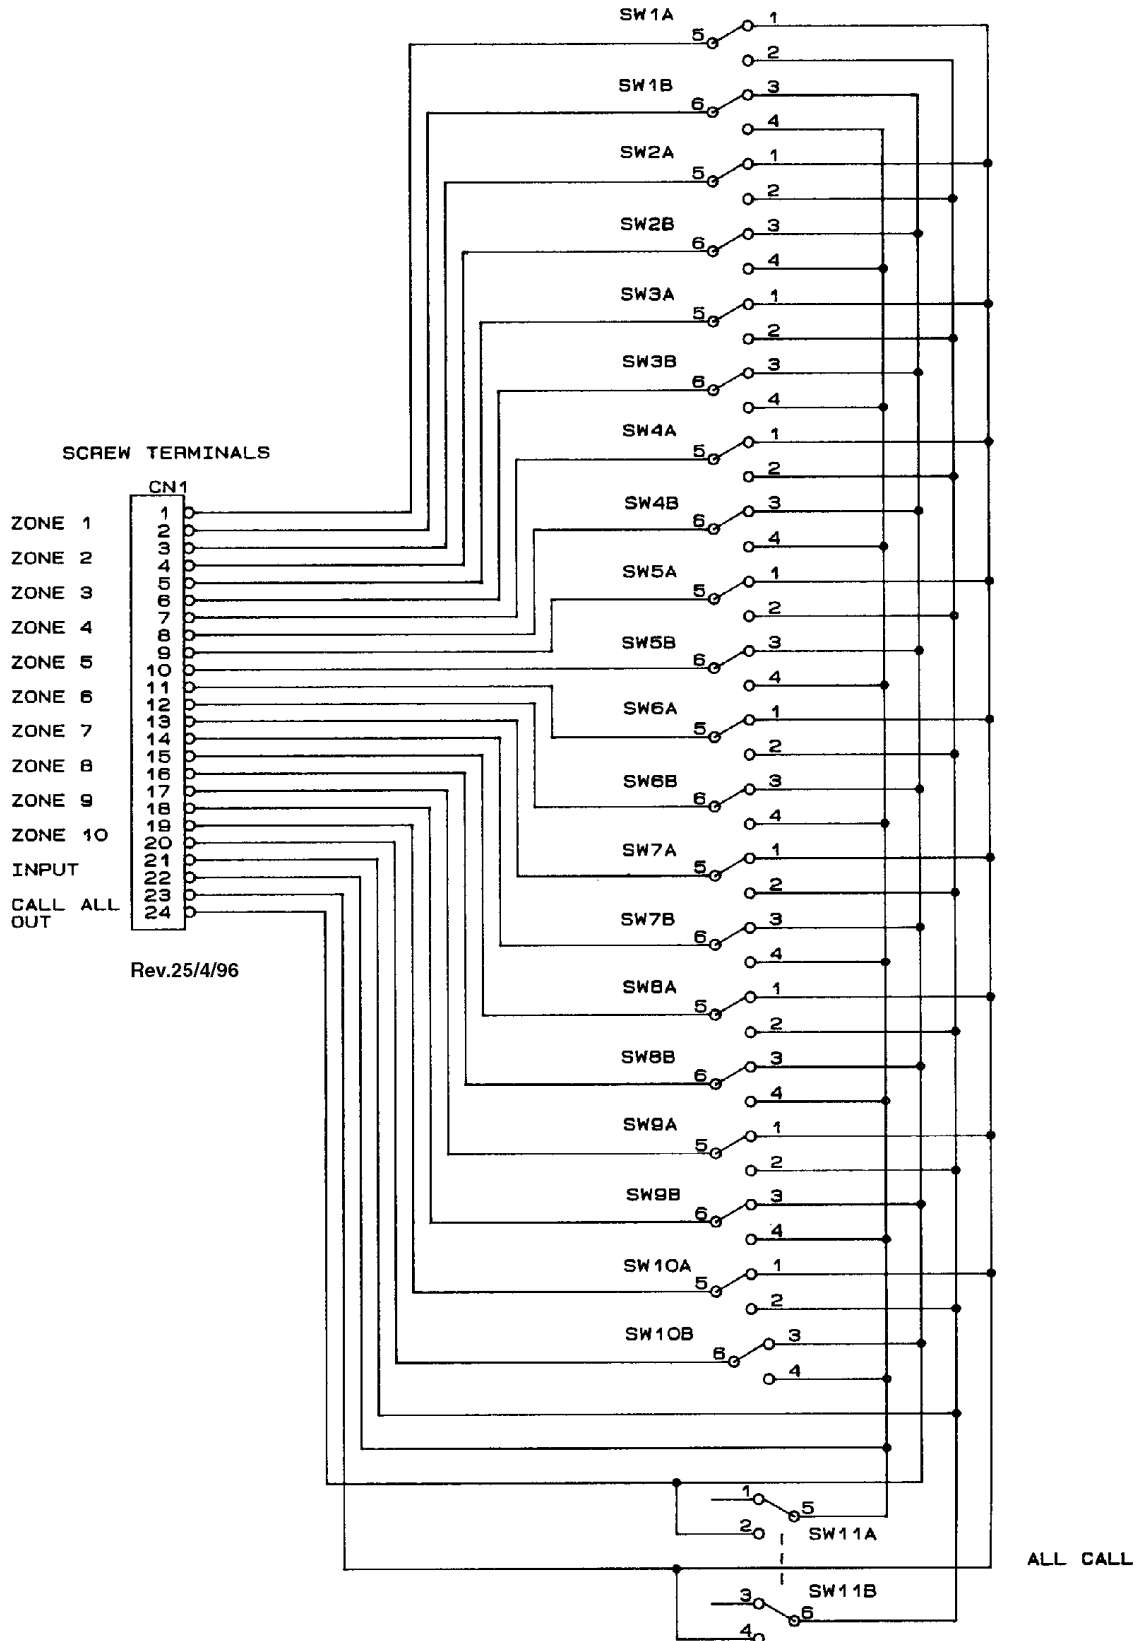 SW1A
5
1
2
SW1B
6
3
4
SW2A
5
1
2
SW2B
6
3
4
SW3A
5
1
2
SW3B
6
3
4
SW4A
5
1
2
SW4B
6
3
4
SW5A
5
1
2
SW5B
6
3
4
SW6A
5
1
2
SW6B
6
3
4
SW7A
5
1
2
SW7B
6
3
4
SW8A
5
1
2
SW8B
6
3
4
SW9A
5
1
2
SW9B
6
3
4
SW10A
5
1
2
SW10B
6
3
4
SCREW TERMINALS
CN1
ZONE 1
1
2
ZONE 2
3
4
ZONE 3
5
6
ZONE 4
7
8
ZONE 5
9
10
ZONE 6
11
12
ZONE 7
13
14
ZONE 8
15
16
ZONE 9
17
18
ZONE 10
19
20
INPUT
21
22
CALL ALL
OUT
23
24
Rev.25/4/96
1
5
2
SW11A
ALL CALL
SW11B
3
6
4